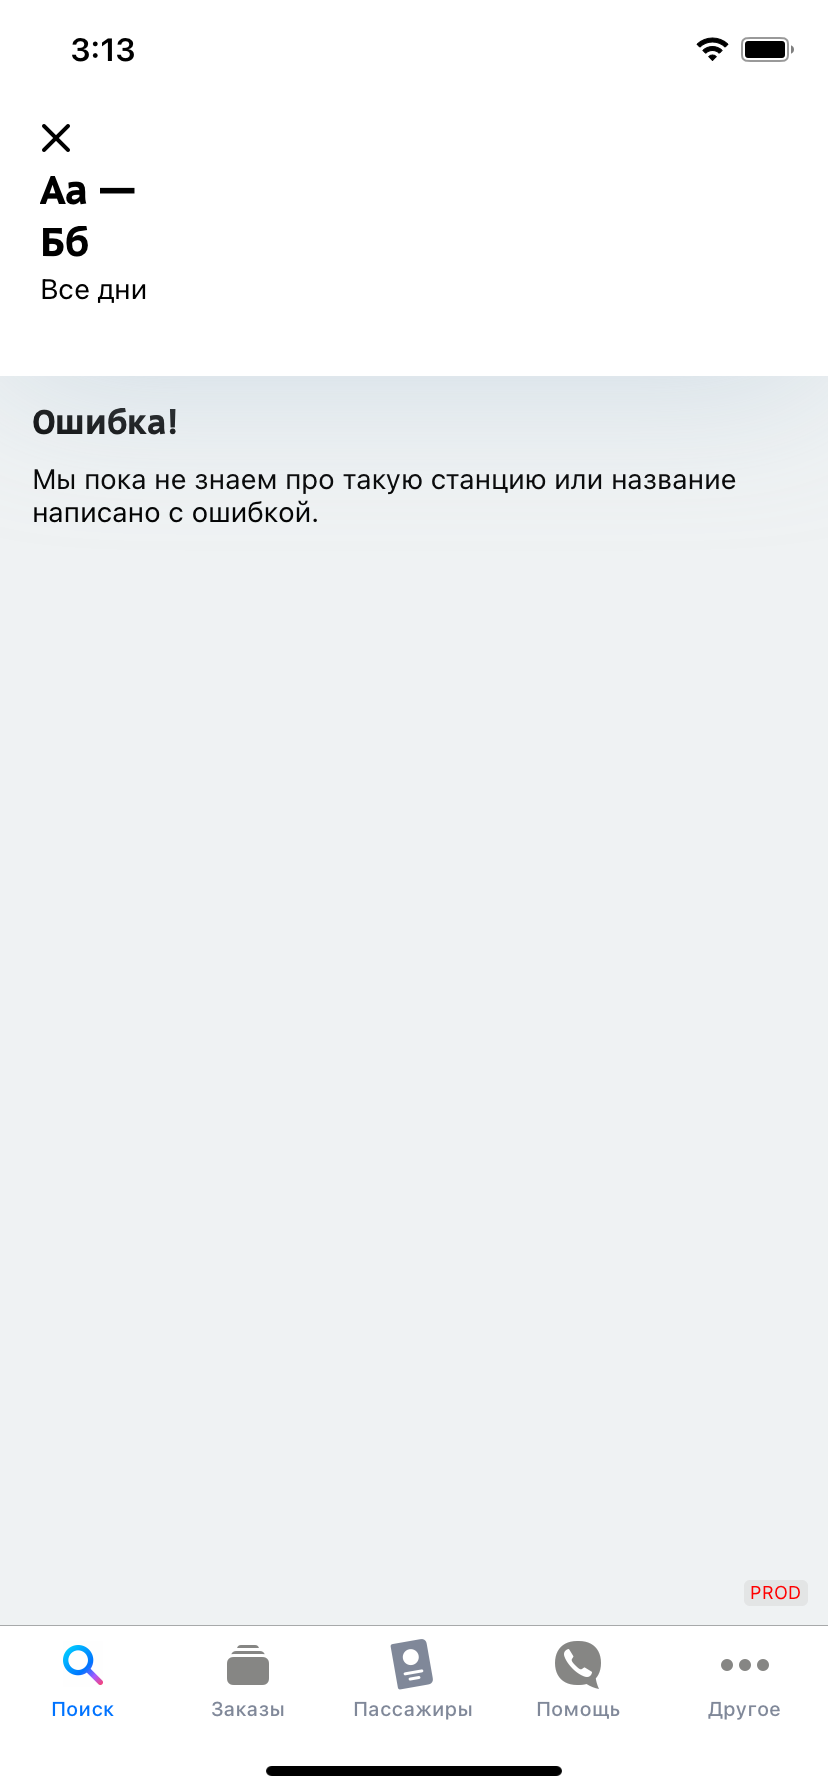 3:13
Аа —
Бб
Все дни
Ошибка!
Мы пока не знаем про такую станцию или название
написано с ошибкой.
PROD
Поиск
Заказы
Пассажиры
Помощь
Другое